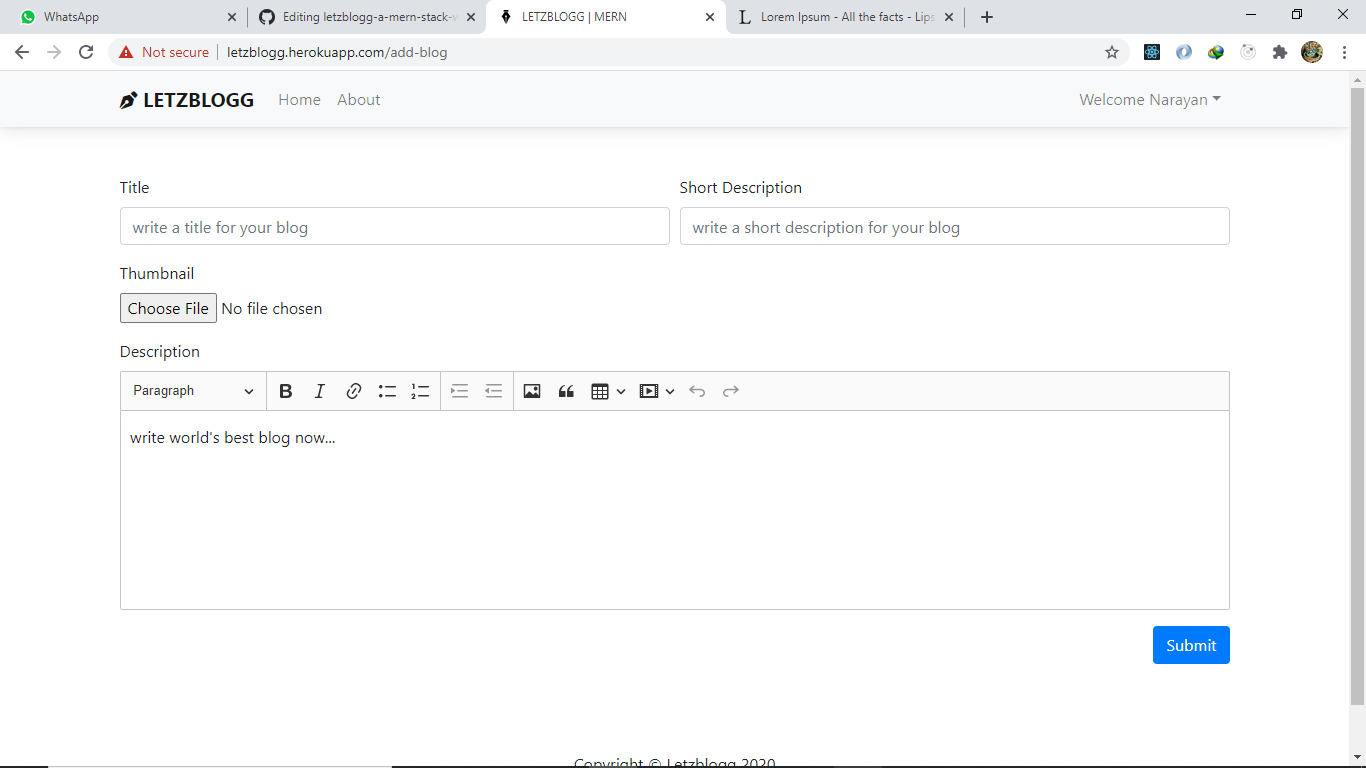 WhatsApp
Editing letzblogg-a-mern-stack-w
LETZBLOGG | MERN
Lorem Ipsum - All the facts - Lips
Not secure
letzblogg.herokuapp.com/add-blog
LETZBLOGG
Home
About
Welcome Narayan
Title
Short Description
write a title for your blog
write a short description for your blog
Thumbnail
Choose File No file chosen
Description
Paragraph
write world's best blog now...
Submit
Copyright © Letzblogg 2020